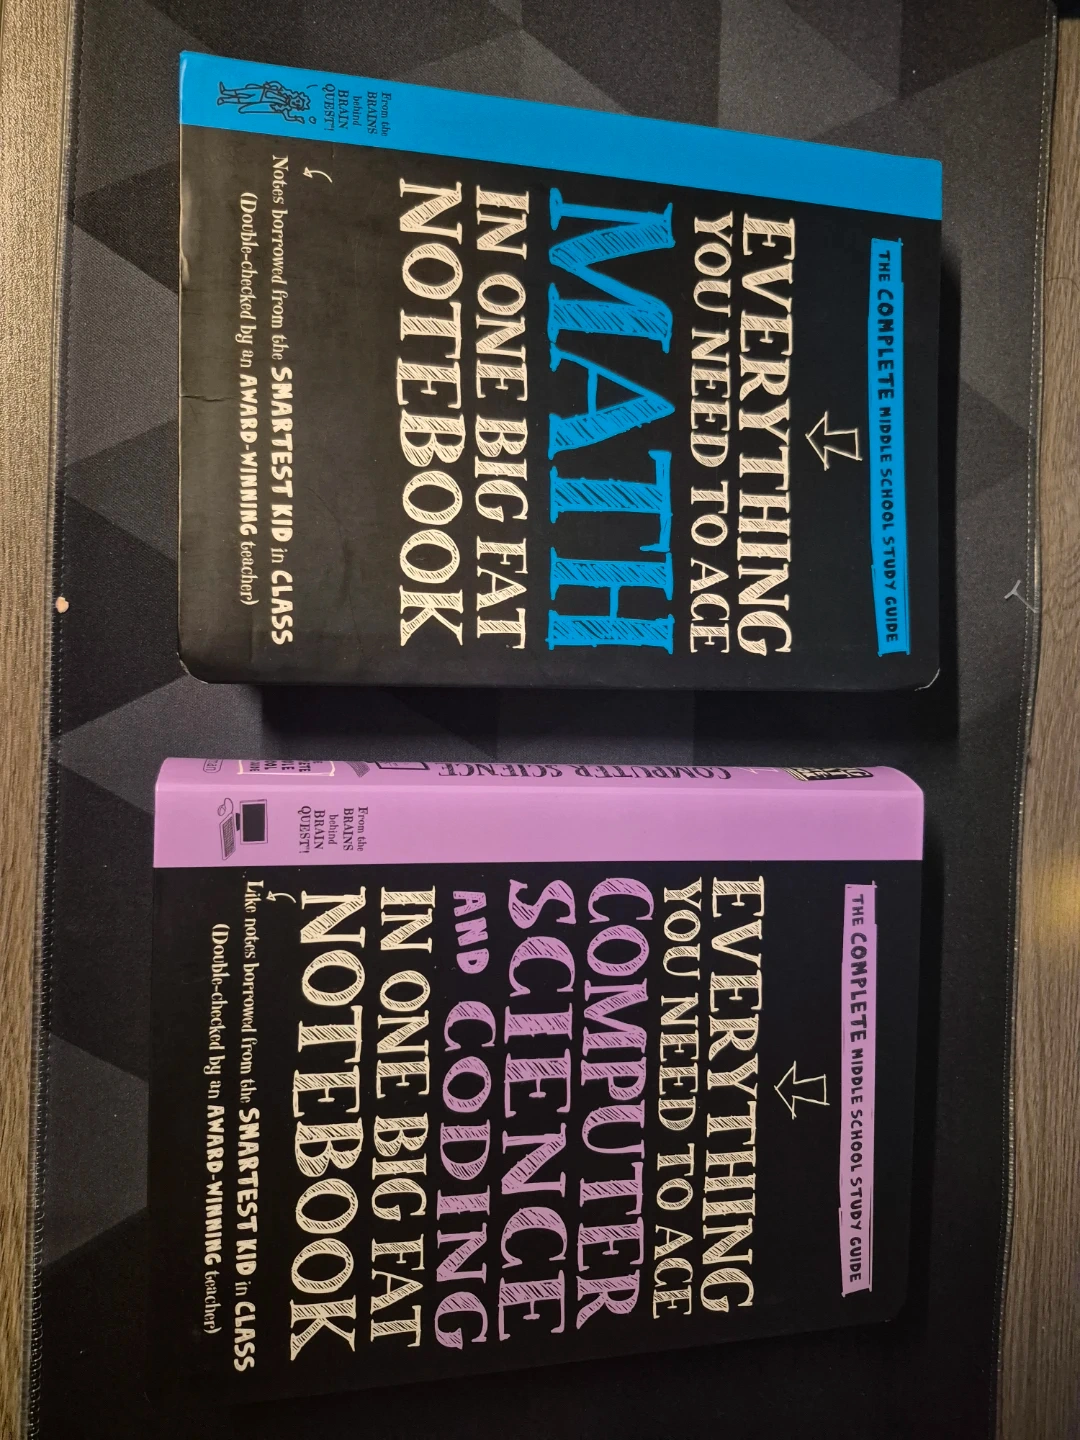 THE COMPLETE MIDDLE SCHOOL STUDY GUIDE
EVERYTHING
YOU NEED TO ACE
MATH
IN ONE BIG FAT
NOTEBOOK
From the
BRAINS
behind
BRAIN
QUEST!
Notes borrowed from the SMARTEST KID in CLASS
(Double-checked by an AWARD-WINNING teacher)
THE COMPLETE MIDDLE SCHOOL STUDY GUIDE
EVERYTHING
YOU NEED TO ACE
COMPUTER
SCIENCE
AND CODING
IN ONE BIG FAT
NOTEBOOK
From the
BRAINS
behind
BRAIN
QUEST!
Like notes borrowed from the SMARTEST KID in CLASS
(Double-checked by an AWARD-WINNING teacher)
COMPUTER SCIENCE